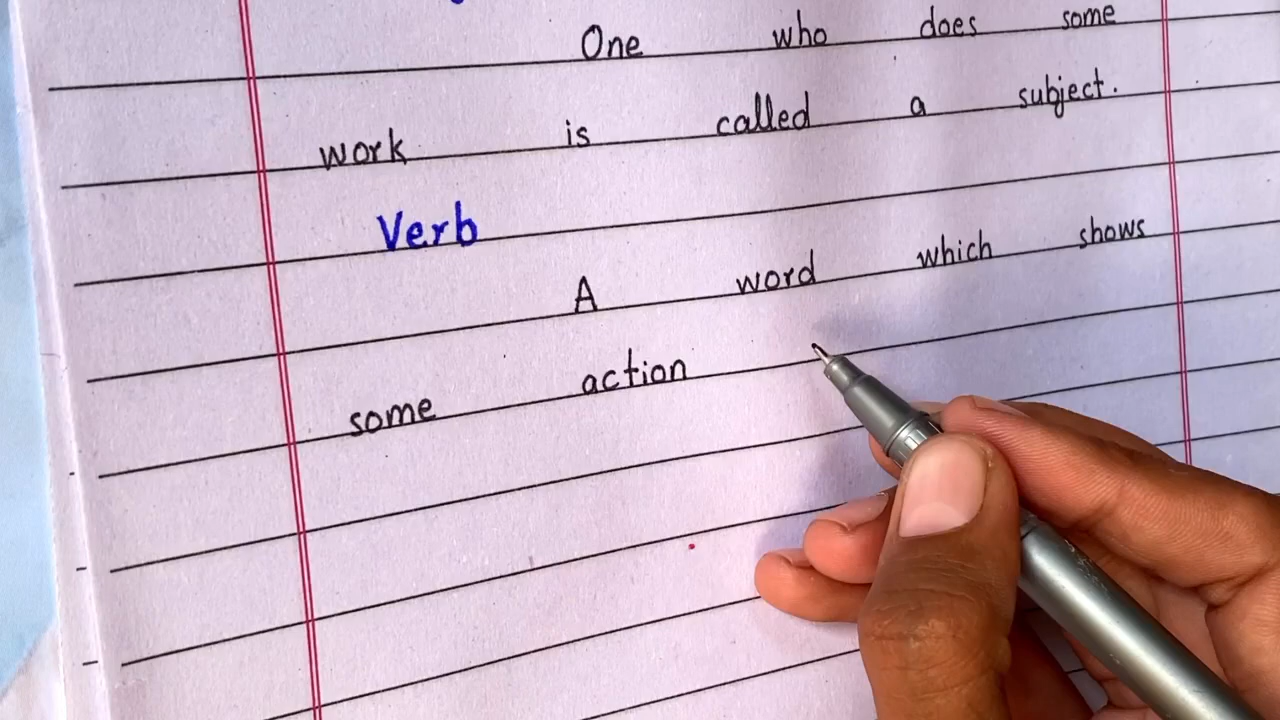 One who does some
work is called a subject.
Verb
A word which shows
some action